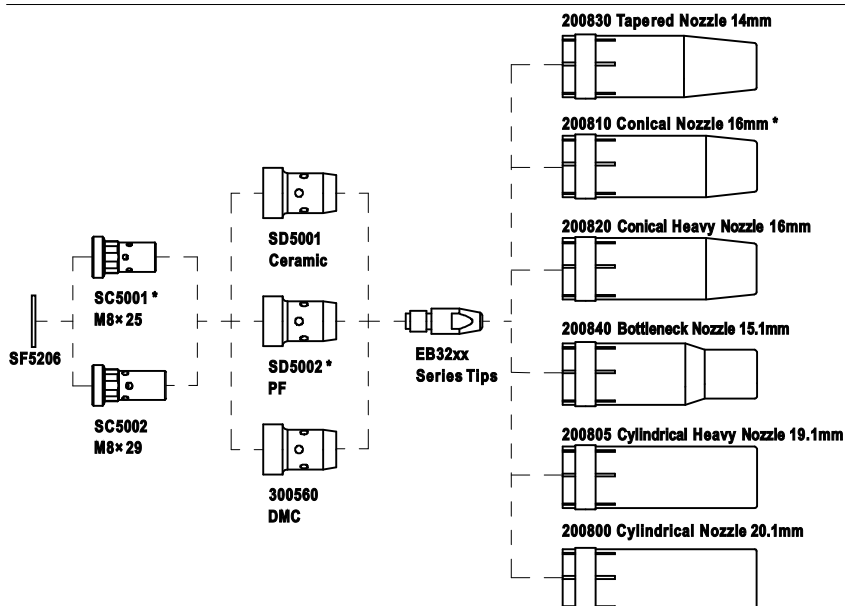 200830 Tapered Nozzle 14mm
200810 Conical Nozzle 16mm *
200820 Conical Heavy Nozzle 16mm
SD5001
Ceramic
SC5001 *
M8×25
SF5206
SD5002 *
PF
EB32xx
Series Tips
200840 Bottleneck Nozzle 15.1mm
SC5002
M8×29
200805 Cylindrical Heavy Nozzle 19.1mm
300560
DMC
200800 Cylindrical Nozzle 20.1mm